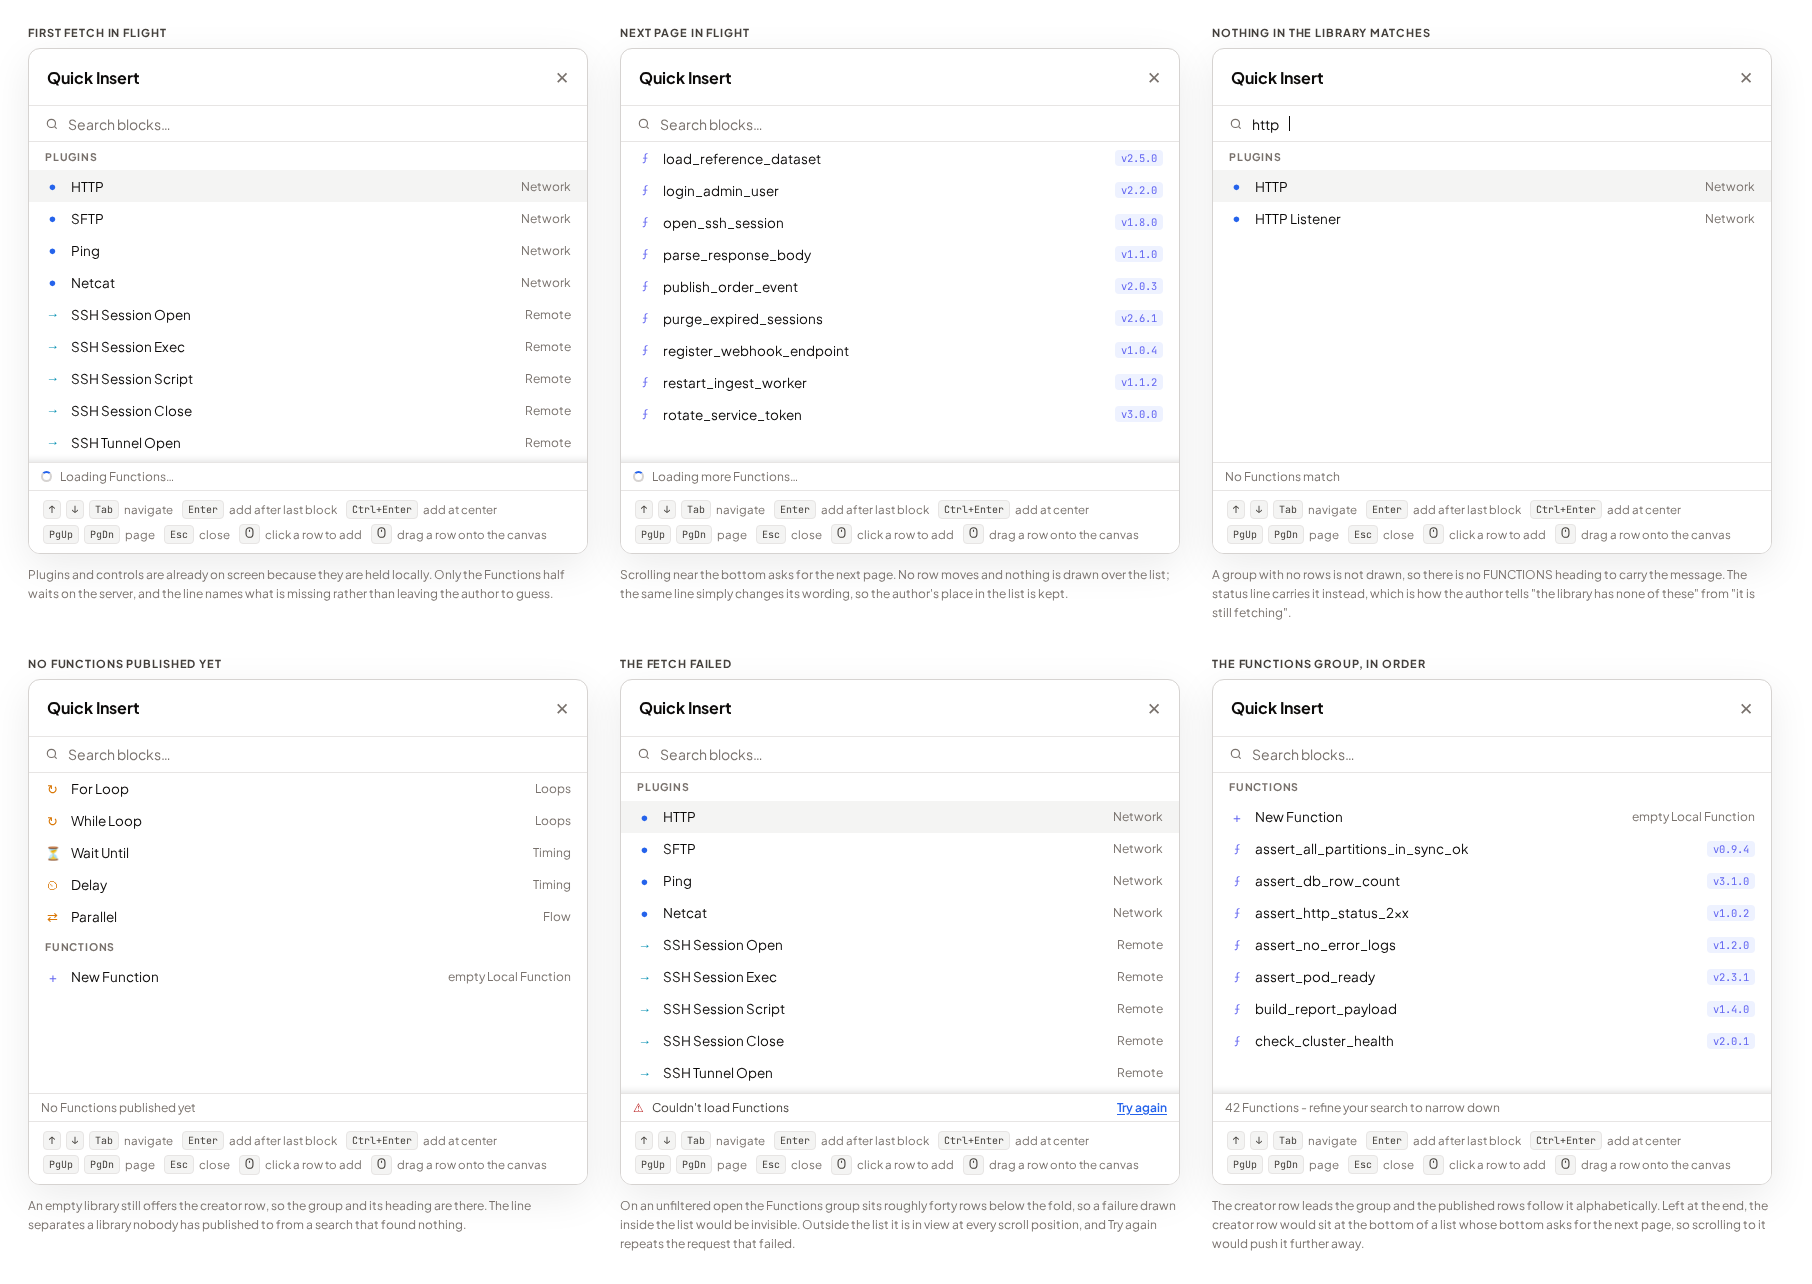 FIRST FETCH IN FLIGHT
Quick Insert
Search blocks...
PLUGINS
HTTP Network
SFTP Network
Ping Network
Netcat Network
SSH Session Open Remote
SSH Session Exec Remote
SSH Session Script Remote
SSH Session Close Remote
SSH Tunnel Open Remote
Loading Functions...
↑ ↓ Tab navigate Enter add after last block Ctrl+Enter add at center
PgUp PgDn page Esc close click a row to add drag a row onto the canvas
Plugins and controls are already on screen because they are held locally. Only the Functions half
waits on the server, and the line names what is missing rather than leaving the author to guess.
NEXT PAGE IN FLIGHT
Quick Insert
Search blocks...
load_reference_dataset v2.5.0
login_admin_user v2.2.0
open_ssh_session v1.8.0
parse_response_body v1.1.0
publish_order_event v2.0.3
purge_expired_sessions v2.6.1
register_webhook_endpoint v1.0.4
restart_ingest_worker v1.1.2
rotate_service_token v3.0.0
Loading more Functions...
↑ ↓ Tab navigate Enter add after last block Ctrl+Enter add at center
PgUp PgDn page Esc close click a row to add drag a row onto the canvas
Scrolling near the bottom asks for the next page. No row moves and nothing is drawn over the list;
the same line simply changes its wording, so the author's place in the list is kept.
NOTHING IN THE LIBRARY MATCHES
Quick Insert
http
PLUGINS
HTTP Network
HTTP Listener Network
No Functions match
↑ ↓ Tab navigate Enter add after last block Ctrl+Enter add at center
PgUp PgDn page Esc close click a row to add drag a row onto the canvas
A group with no rows is not drawn, so there is no FUNCTIONS heading to carry the message. The
status line carries it instead, which is how the author tells "the library has none of these" from "it is
still fetching".
NO FUNCTIONS PUBLISHED YET
Quick Insert
Search blocks...
For Loop Loops
While Loop Loops
Wait Until Timing
Delay Timing
Parallel Flow
FUNCTIONS
+ New Function empty Local Function
No Functions published yet
↑ ↓ Tab navigate Enter add after last block Ctrl+Enter add at center
PgUp PgDn page Esc close click a row to add drag a row onto the canvas
An empty library still offers the creator row, so the group and its heading are there. The line
separates a library nobody has published to from a search that found nothing.
THE FETCH FAILED
Quick Insert
Search blocks...
PLUGINS
HTTP Network
SFTP Network
Ping Network
Netcat Network
SSH Session Open Remote
SSH Session Exec Remote
SSH Session Script Remote
SSH Session Close Remote
SSH Tunnel Open Remote
Couldn't load Functions Try again
↑ ↓ Tab navigate Enter add after last block Ctrl+Enter add at center
PgUp PgDn page Esc close click a row to add drag a row onto the canvas
On an unfiltered open the Functions group sits roughly forty rows below the fold, so a failure drawn
inside the list would be invisible. Outside the list it is in view at every scroll position, and Try again
repeats the request that failed.
THE FUNCTIONS GROUP, IN ORDER
Quick Insert
Search blocks...
FUNCTIONS
+ New Function empty Local Function
assert_all_partitions_in_sync_ok v0.9.4
assert_db_row_count v3.1.0
assert_http_status_2xx v1.0.2
assert_no_error_logs v1.2.0
assert_pod_ready v2.3.1
build_report_payload v1.4.0
check_cluster_health v2.0.1
42 Functions - refine your search to narrow down
↑ ↓ Tab navigate Enter add after last block Ctrl+Enter add at center
PgUp PgDn page Esc close click a row to add drag a row onto the canvas
The creator row leads the group and the published rows follow it alphabetically. Left at the end, the
creator row would sit at the bottom of a list whose bottom asks for the next page, so scrolling to it
would push it further away.